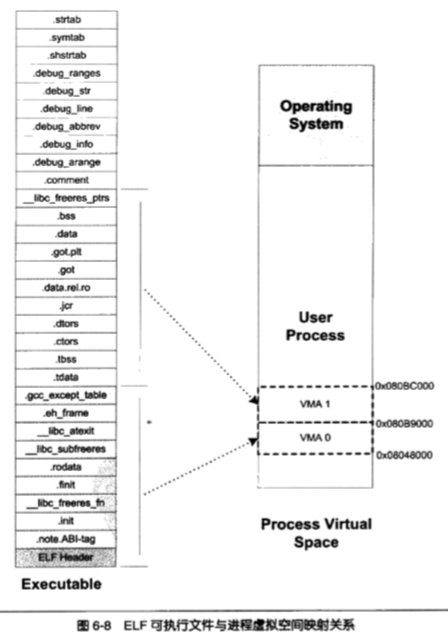 .strtab
.symtab
.shstrtab
.debug_ranges
.debug_str
.debug_line
.debug_abbrev
.debug_info
.debug_arange
.comment
__libc_freeres_ptrs
.bss
.data
.got.plt
.got
.data.rel.ro
.jcr
.dtors
.ctors
.tbss
.tdata
.gcc_except_table
.eh_frame
__libc_atexit
__libc_subfreeres
.rodata
.finit
__libc_freeres_fn
.init
.note.ABI-tag
ELF Header
Executable
Operating
System
User
Process
0x080BC000
VMA 1
0x080B9000
VMA 0
0x08048000
Process Virtual
Space
图 6-8 ELF 可执行文件与进程虚拟空间映射关系